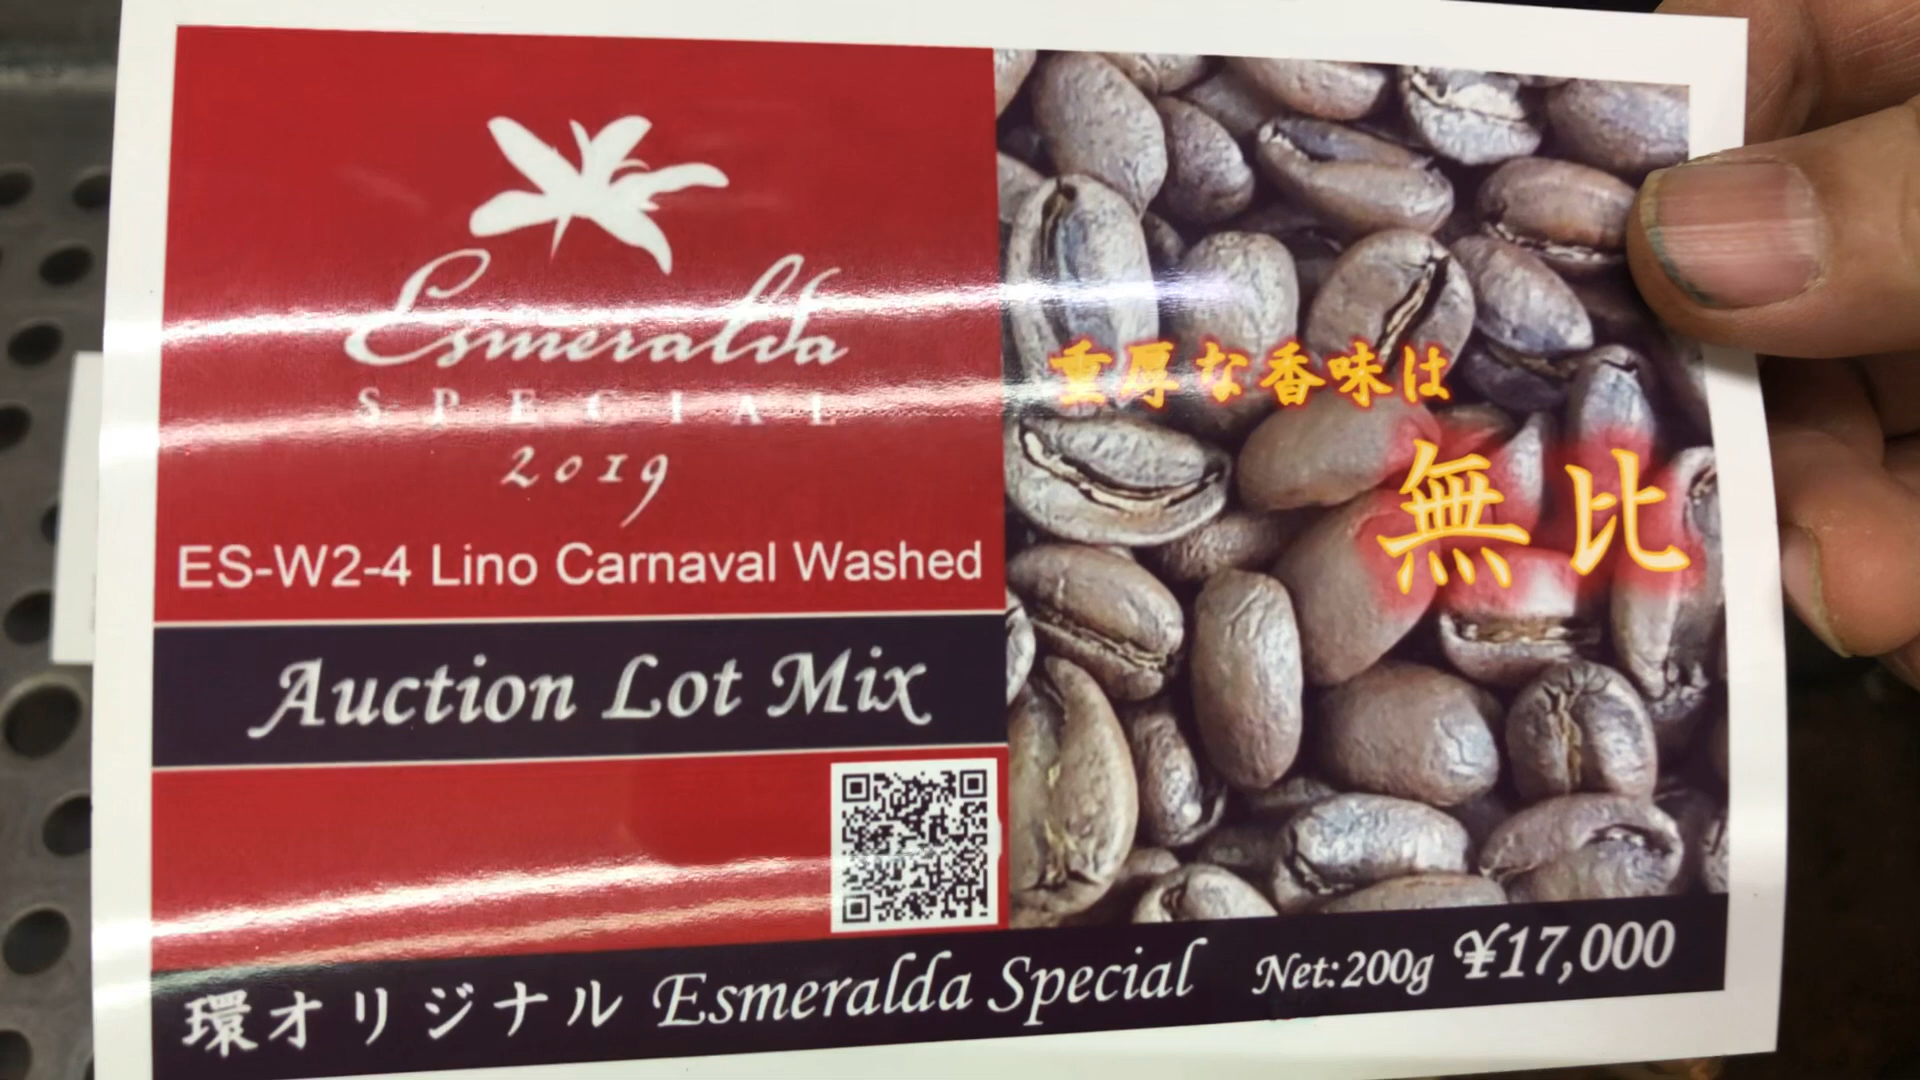 Esmeralda
SPECIAL
2019
ES-W2-4 Lino Carnaval Washed
Auction Lot Mix
重厚な香味は
無比
環オリジナル Esmeralda Special Net:200g ¥17,000